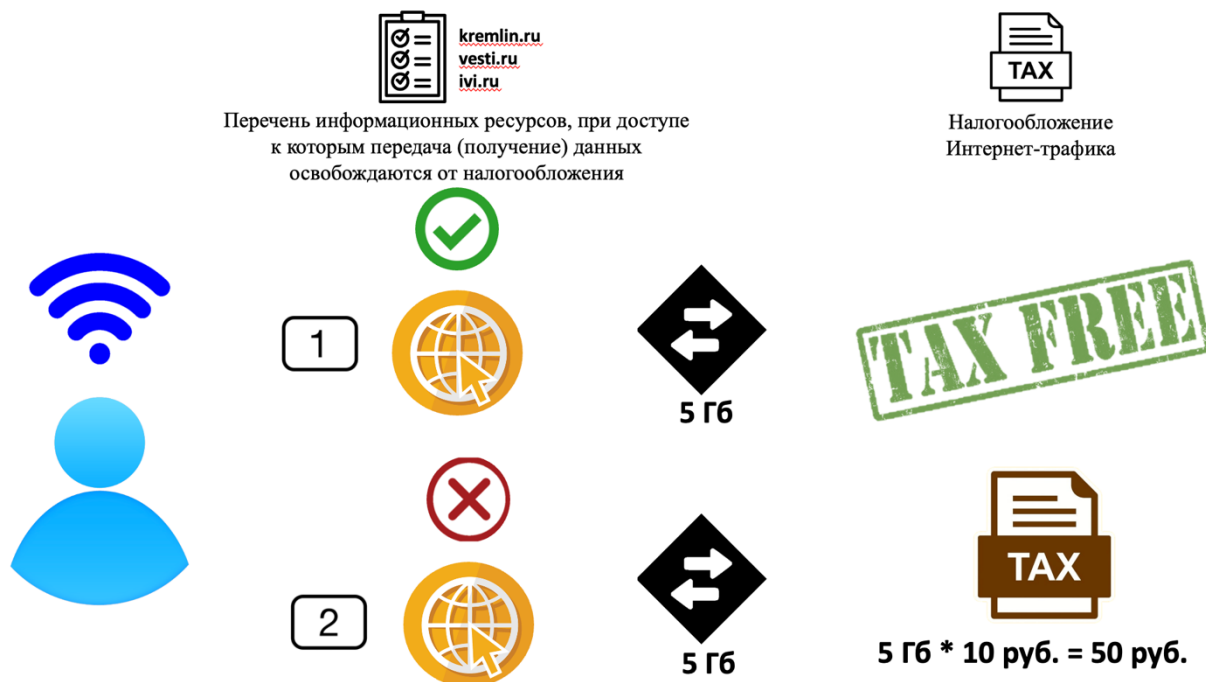 kremlin.ru
vesti.ru
ivi.ru
TAX
Перечень информационных ресурсов, при доступе
к которым передача (получение) данных
освобождаются от налогообложения
Налогообложение
Интернет-трафика
1
5 Гб
TAX FREE
2
5 Гб
TAX
5 Гб * 10 руб. = 50 руб.